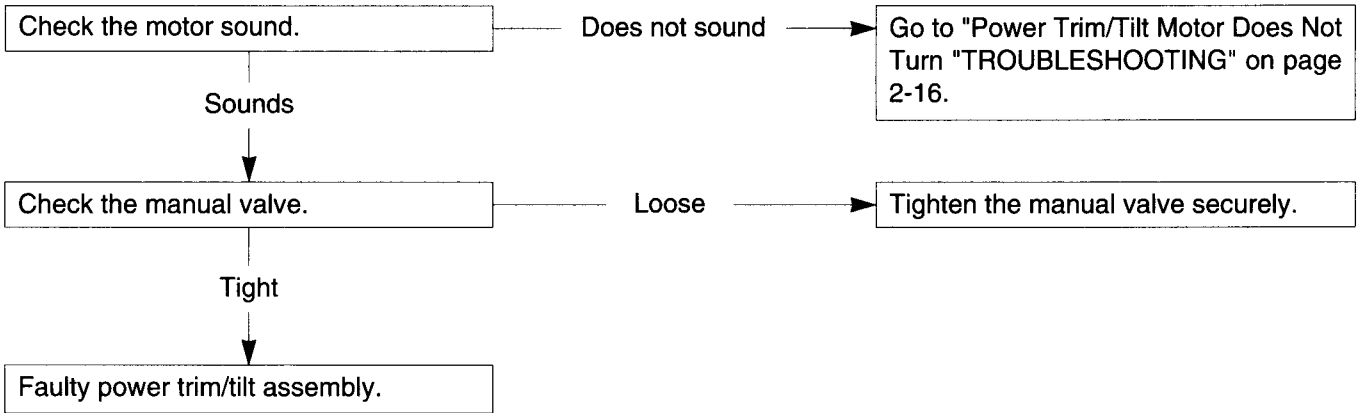 Check the motor sound.
Does not sound
Go to "Power Trim/Tilt Motor Does Not
Turn "TROUBLESHOOTING" on page
2-16.
Sounds
Check the manual valve.
Loose
Tighten the manual valve securely.
Tight
Faulty power trim/tilt assembly.